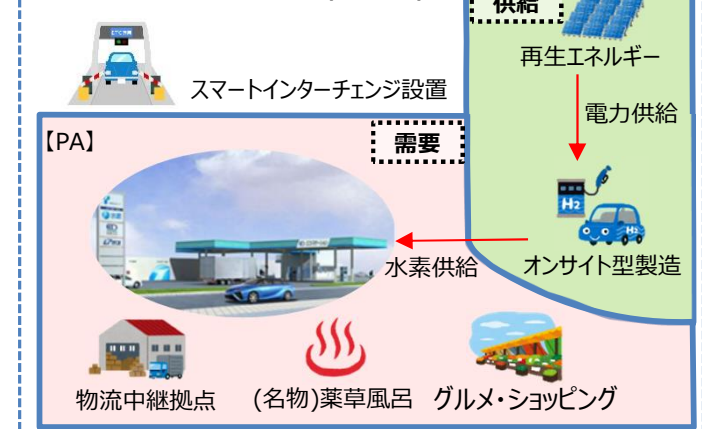 供給
再生エネルギー
スマートインターチェンジ設置
電力供給
【PA】
需要
H2
水素供給
オンサイト型製造
物流中継拠点
(名物)薬草風呂
グルメ・ショッピング